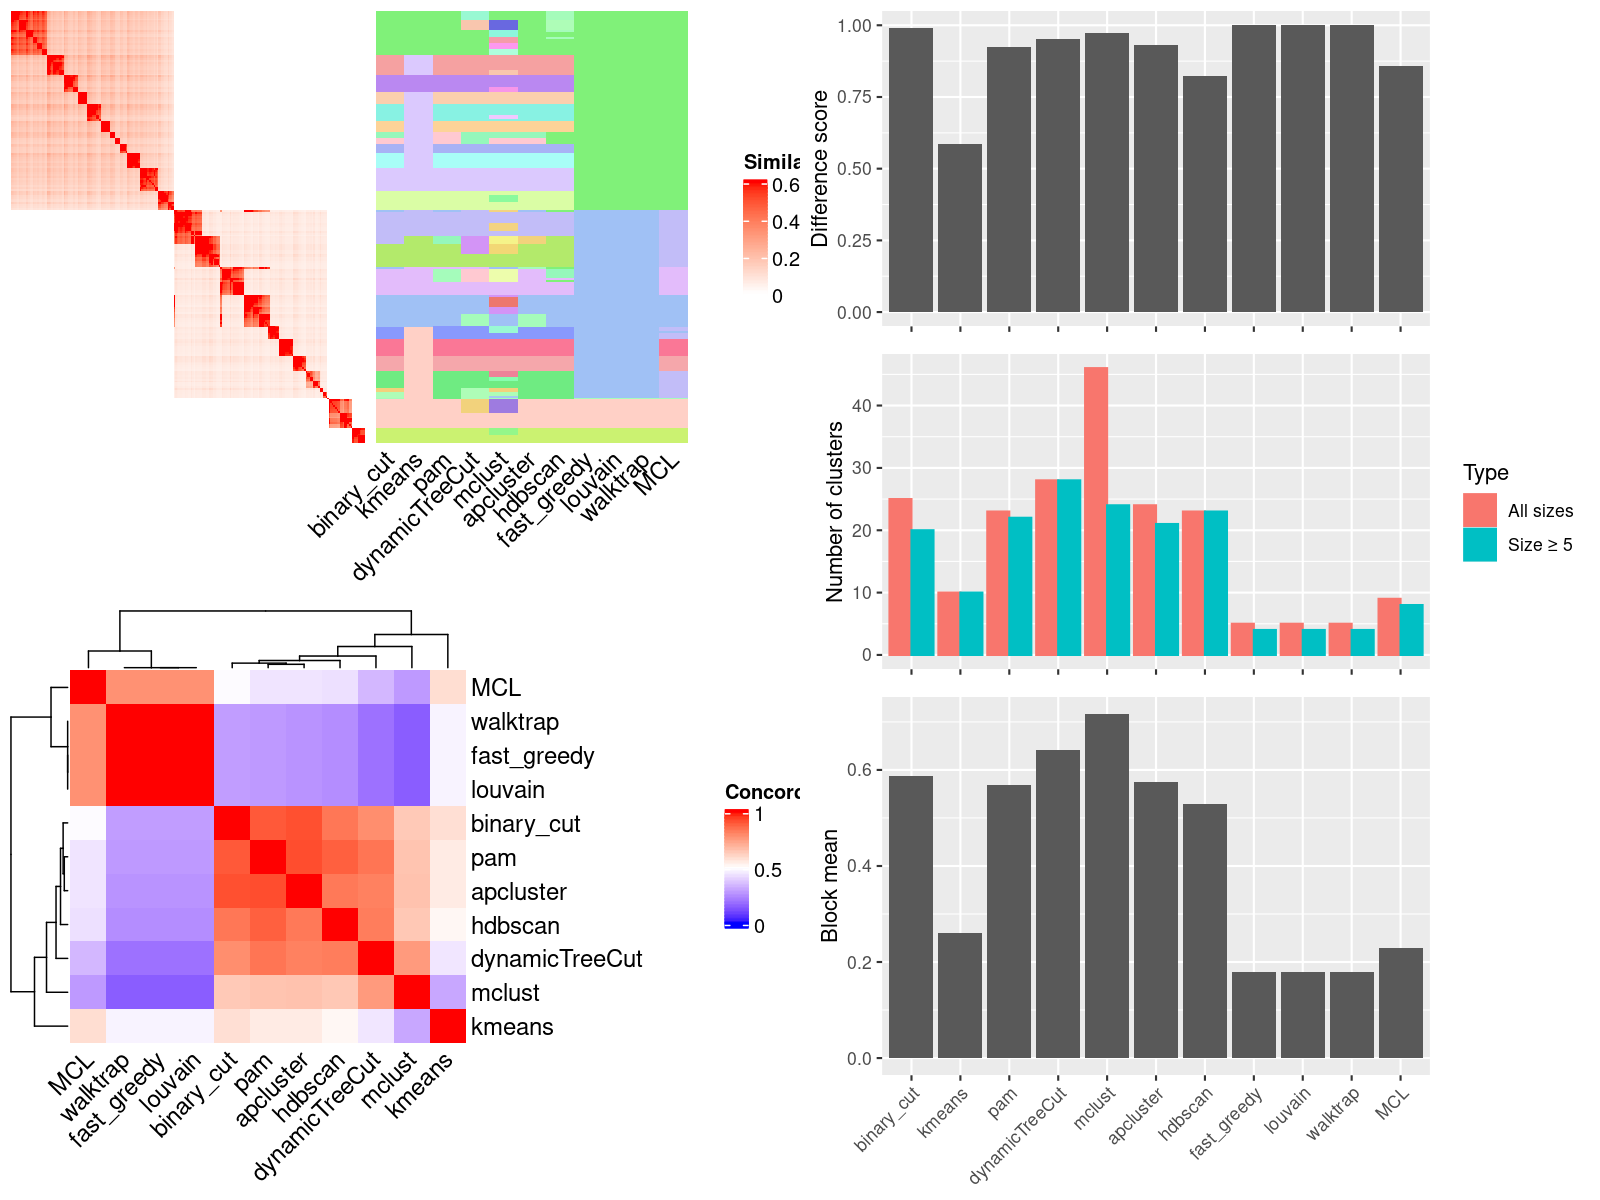 Simila
0.6
0.4
0.2
0
binary_cut
kmeans
pam
dynamicTreeCut
mclust
apcluster
hdbscan
fast_greedy
louvain
walktrap
MCL
MCL
walktrap
fast_greedy
louvain
binary_cut
pam
apcluster
hdbscan
dynamicTreeCut
mclust
kmeans
Concord
1
0.5
0
MCL
walktrap
fast_greedy
louvain
binary_cut
pam
apcluster
hdbscan
dynamicTreeCut
mclust
kmeans
Difference score
1.00
0.75
0.50
0.25
0.00
Number of clusters
40
30
20
10
0
Type
All sizes
Size ≥ 5
Block mean
0.6
0.4
0.2
0.0
binary_cut
kmeans
pam
dynamicTreeCut
mclust
apcluster
hdbscan
fast_greedy
louvain
walktrap
MCL